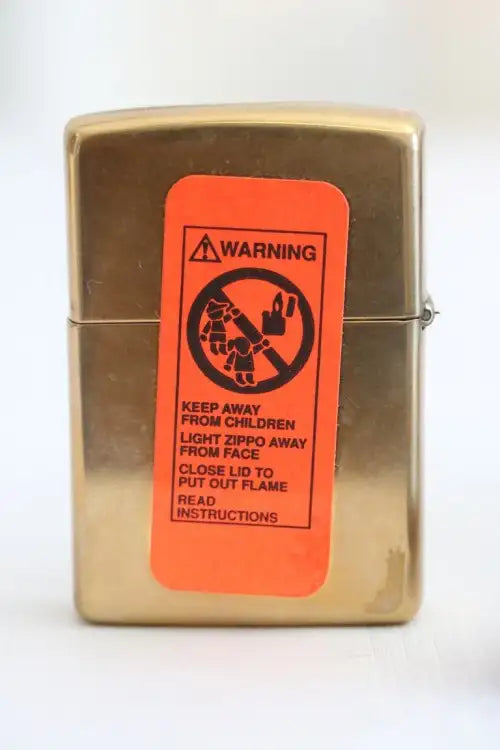 WARNING
KEEP AWAY
FROM CHILDREN
LIGHT ZIPPO AWAY
FROM FACE
CLOSE LID TO
PUT OUT FLAME
READ
INSTRUCTIONS